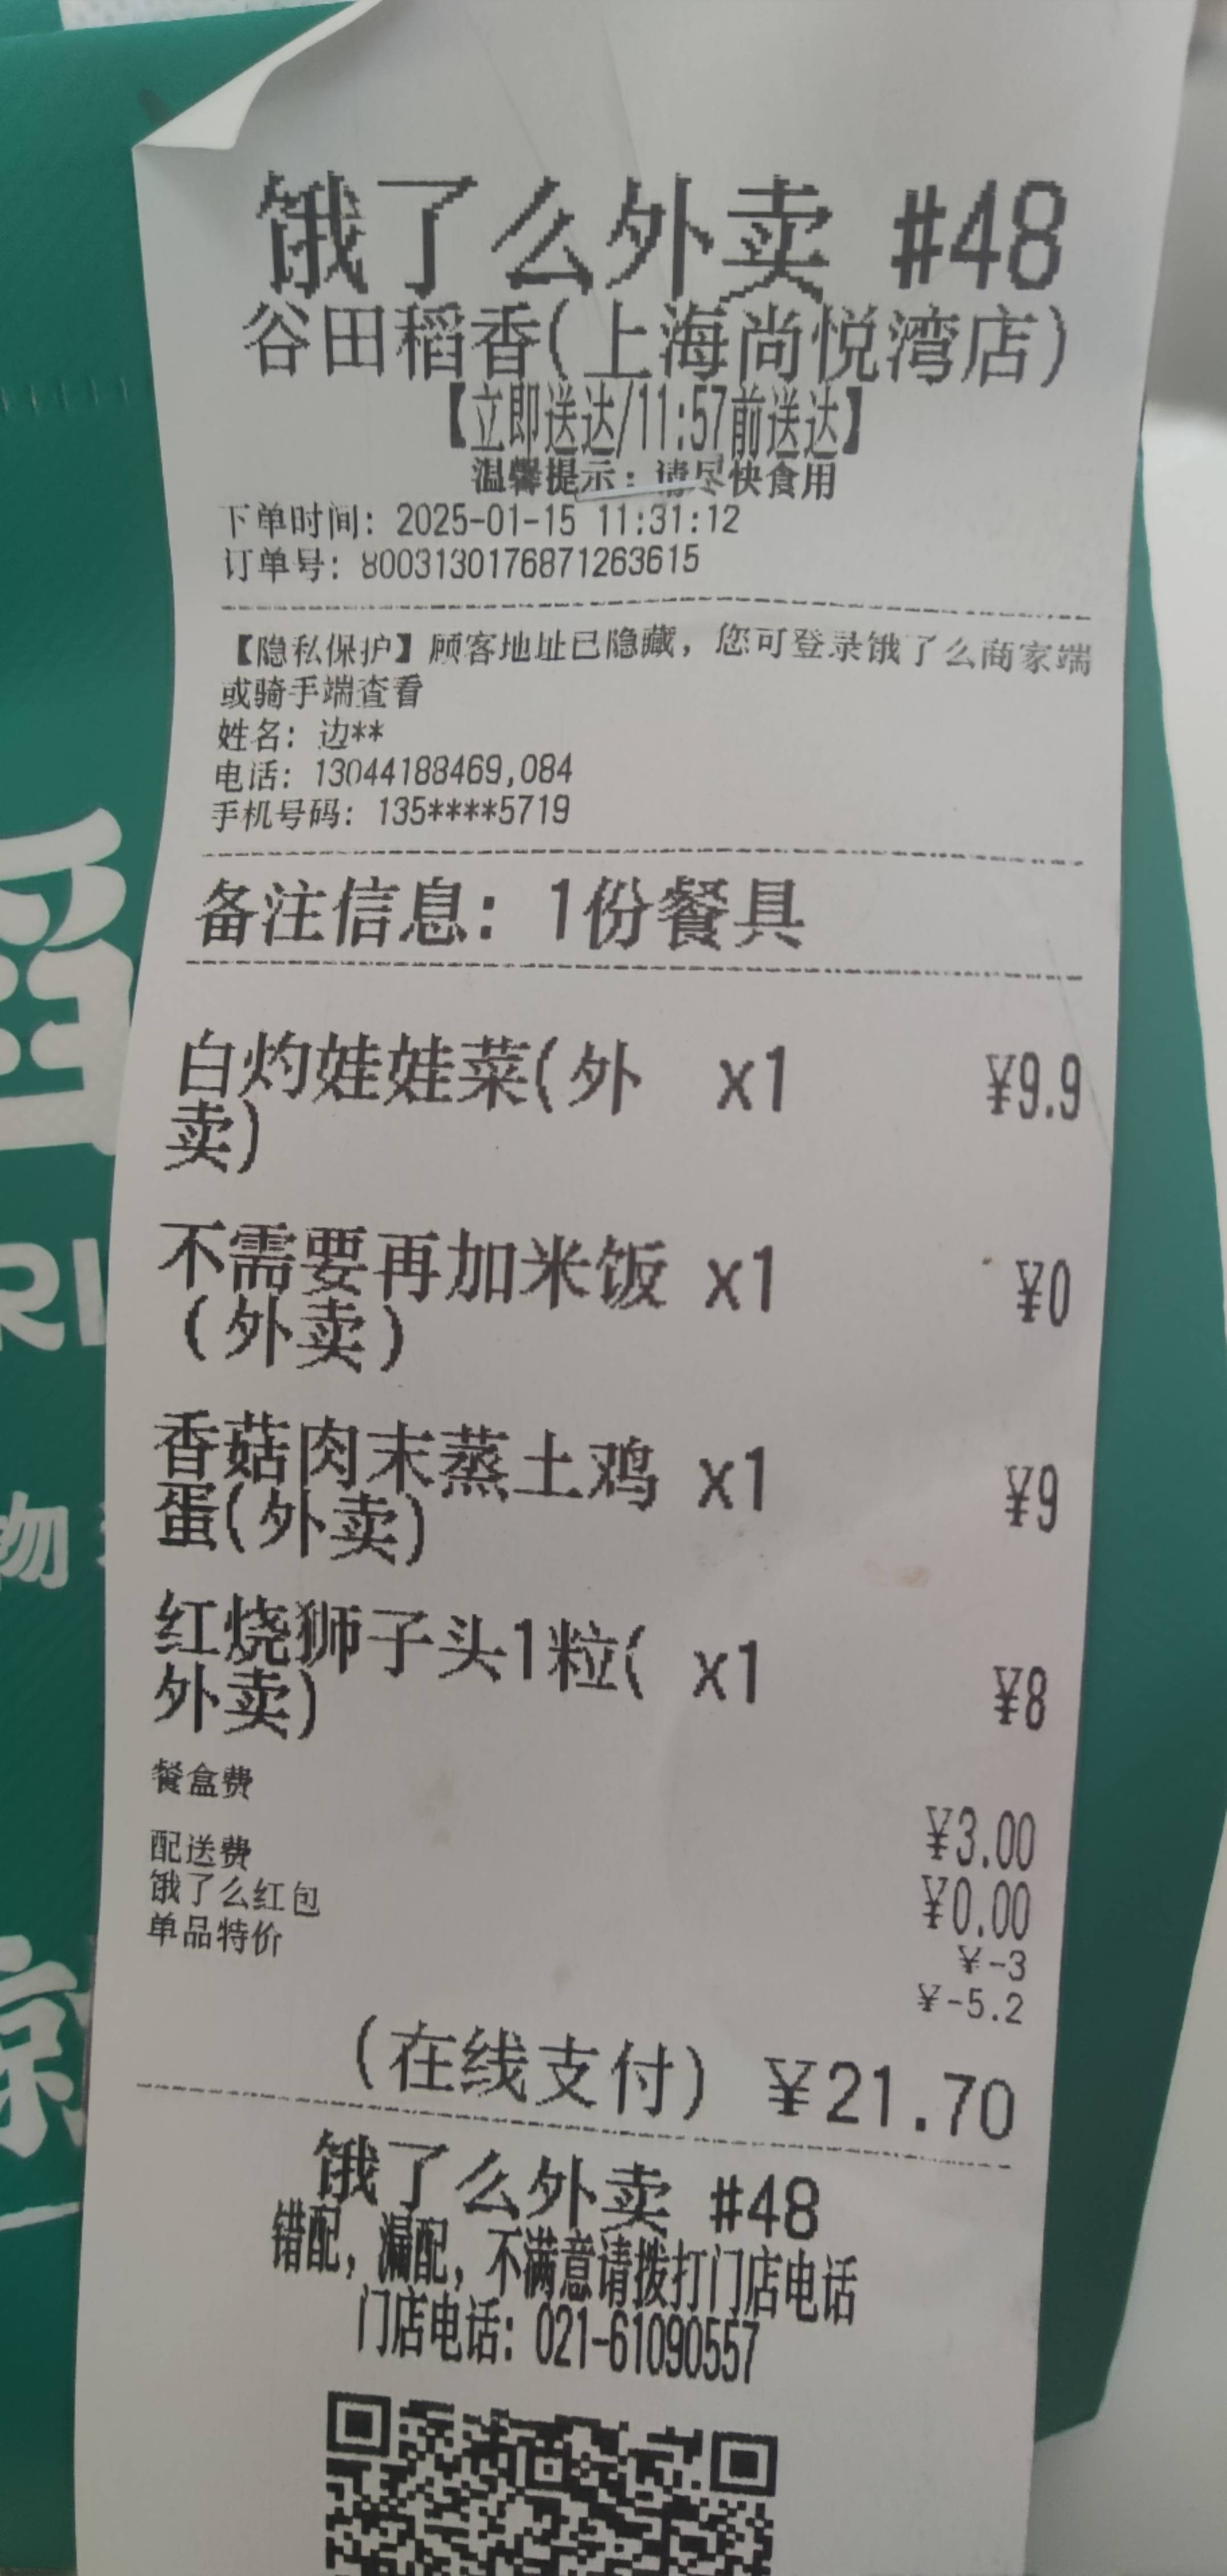 饿了么外卖 #48
谷田稻香(上海尚悦湾店)
【立即送达/11:57前送达】
温馨提示：请尽快食用
下单时间: 2025-01-15 11:31:12
订单号: 8003130176871263615
【隐私保护】顾客地址已隐藏，您可登录饿了么商家端
或骑手端查看
姓名: 边**
电话: 13044188469,084
手机号码: 135****5719
备注信息: 1份餐具
白灼娃娃菜(外 x1 ¥9.9
卖)
不需要再加米饭 x1 ¥0
（外卖）
香菇肉末蒸土鸡 x1 ¥9
蛋(外卖)
红烧狮子头1粒( x1 ¥8
外卖)
餐盒费 ¥3.00
配送费 ¥0.00
饿了么红包 ¥-3
单品特价 ¥-5.2
(在线支付) ¥21.70
饿了么外卖 #48
错配，漏配，不满意请拨打门店电话
门店电话: 021-61090557
RI
物